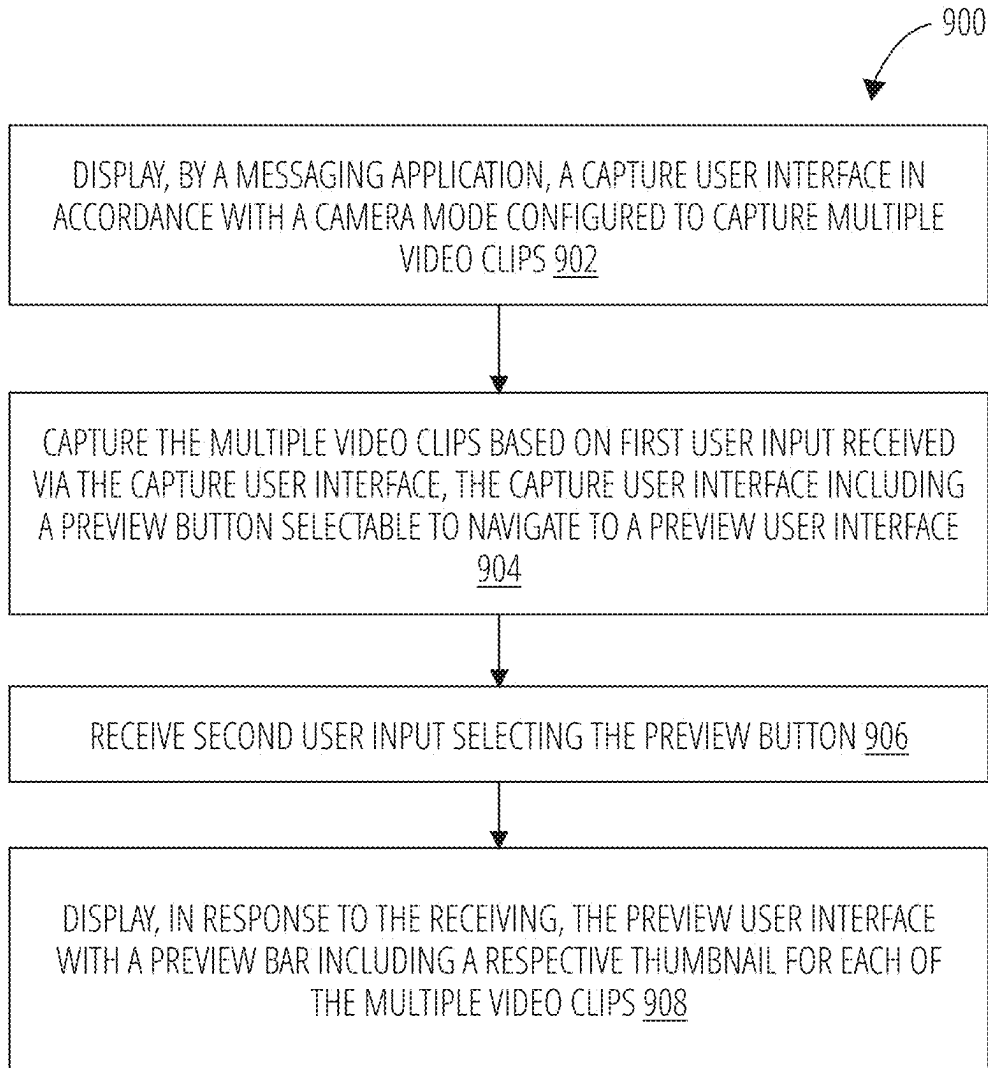 900
DISPLAY, BY A MESSAGING APPLICATION, A CAPTURE USER INTERFACE IN
ACCORDANCE WITH A CAMERA MODE CONFIGURED TO CAPTURE MULTIPLE
VIDEO CLIPS 902
CAPTURE THE MULTIPLE VIDEO CLIPS BASED ON FIRST USER INPUT RECEIVED
VIA THE CAPTURE USER INTERFACE, THE CAPTURE USER INTERFACE INCLUDING
A PREVIEW BUTTON SELECTABLE TO NAVIGATE TO A PREVIEW USER INTERFACE
904
RECEIVE SECOND USER INPUT SELECTING THE PREVIEW BUTTON 906
DISPLAY, IN RESPONSE TO THE RECEIVING, THE PREVIEW USER INTERFACE
WITH A PREVIEW BAR INCLUDING A RESPECTIVE THUMBNAIL FOR EACH OF
THE MULTIPLE VIDEO CLIPS 908